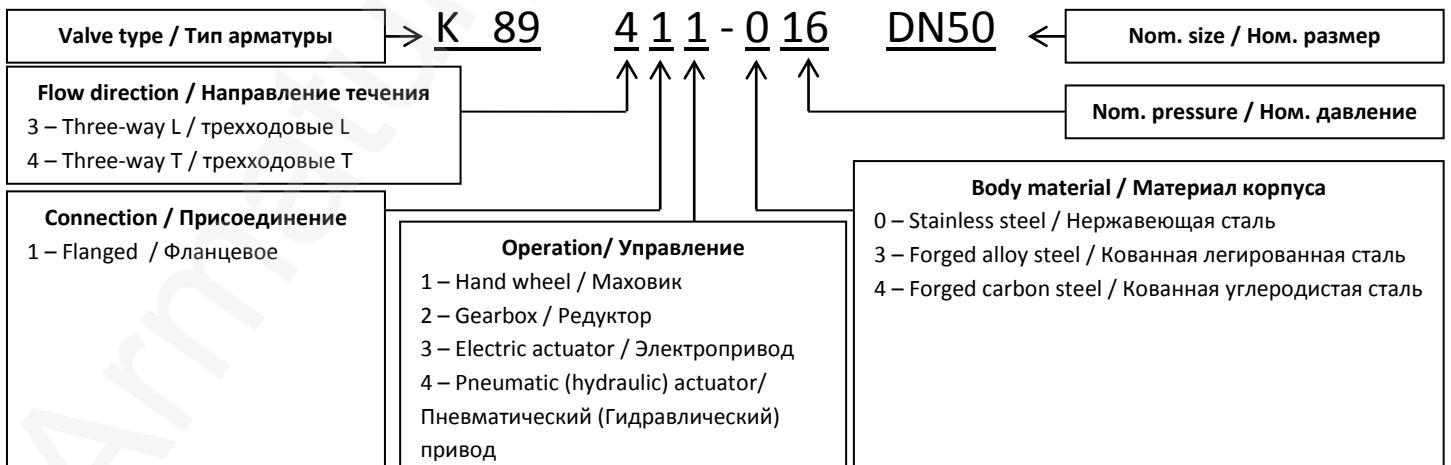 Valve type / Тип арматуры
K 89 4 1 1 - 0 16 DN50
Nom. size / Ном. размер
Flow direction / Направление течения
3 – Three-way L / трехходовые L
4 – Three-way T / трехходовые T
Nom. pressure / Ном. давление
Connection / Присоединение
1 – Flanged / Фланцевое
Operation/ Управление
1 – Hand wheel / Маховик
2 – Gearbox / Редуктор
3 – Electric actuator / Электропривод
4 – Pneumatic (hydraulic) actuator/
Пневматический (Гидравлический)
привод
Body material / Материал корпуса
0 – Stainless steel / Нержавеющая сталь
3 – Forged alloy steel / Кованная легированная сталь
4 – Forged carbon steel / Кованная углеродистая сталь